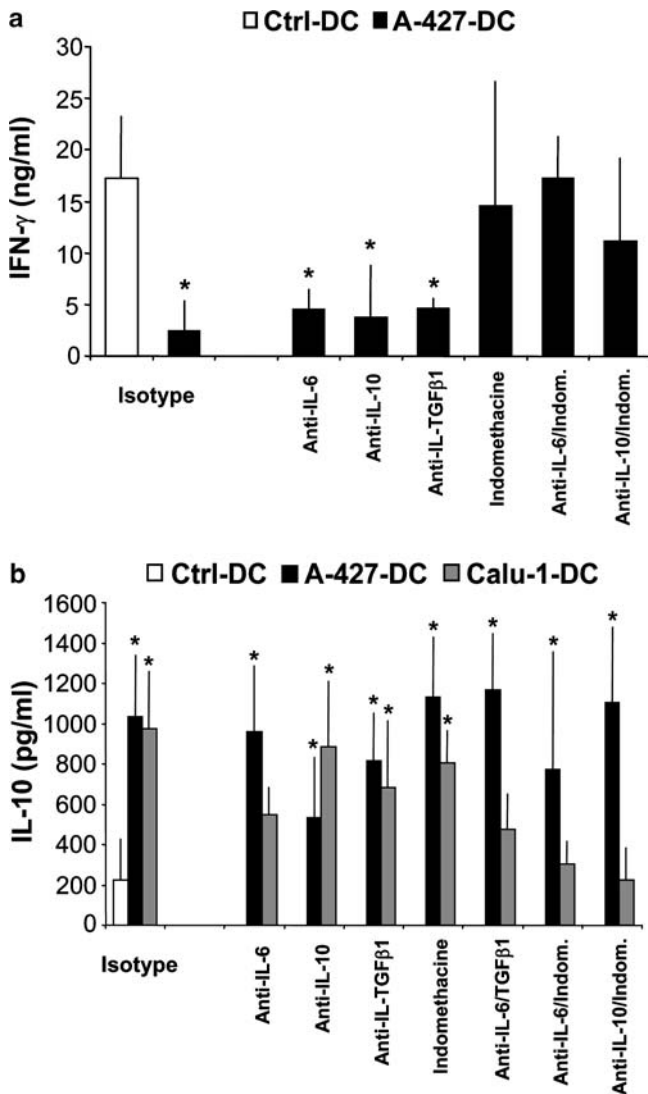 a
Ctrl-DC A-427-DC
IFN-γ (ng/ml)
30
25
20
15
10
5
0
* * * *
Isotype
Anti-IL-6
Anti-IL-10
Anti-IL-TGFβ1
Indomethacine
Anti-IL-6/Indom.
Anti-IL-10/Indom.
b
Ctrl-DC A-427-DC Calu-1-DC
IL-10 (pg/ml)
1600
1400
1200
1000
800
600
400
200
0
* * * * * * * * * * *
Isotype
Anti-IL-6
Anti-IL-10
Anti-IL-TGFβ1
Indomethacine
Anti-IL-6/TGFβ1
Anti-IL-6/Indom.
Anti-IL-10/Indom.